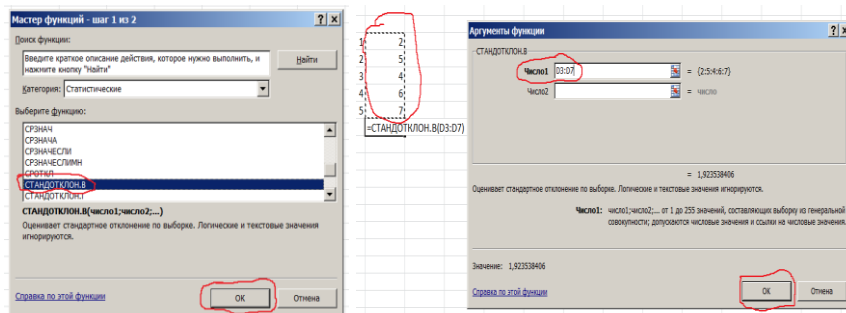 Мастер функций - шаг 1 из 2
Поиск функции:
Введите краткое описание действия, которое нужно выполнить, и
нажмите кнопку "Найти"
Найти
Категория: Статистические
Выберите функцию:
СРЗНАЧ
СРЗНАЧА
СРЗНАЧЕСЛИ
СРЗНАЧЕСЛИМН
СРОТКЛ
СТАНДОТКЛОН.В
СТАНДОТКЛОН.Г
СТАНДОТКЛОН.В(число1;число2;...)
Оценивает стандартное отклонение по выборке. Логические и текстовые значения
игнорируются.
Справка по этой функции
ОК
Отмена
1 2
2 5
3 4
4 6
5 7
=СТАНДОТКЛОН.В(D3:D7)
Аргументы функции
СТАНДОТКЛОН.В
Число1 D3:D7 = {2:5:4:6:7}
Число2 = число
= 1,923538406
Оценивает стандартное отклонение по выборке. Логические и текстовые значения игнорируются.
Число1: число1;число2;... от 1 до 255 значений, составляющих выборку из генеральной
совокупности; допускаются числовые значения и ссылки на числовые значения.
Значение: 1,923538406
Справка по этой функции
ОК
Отмена